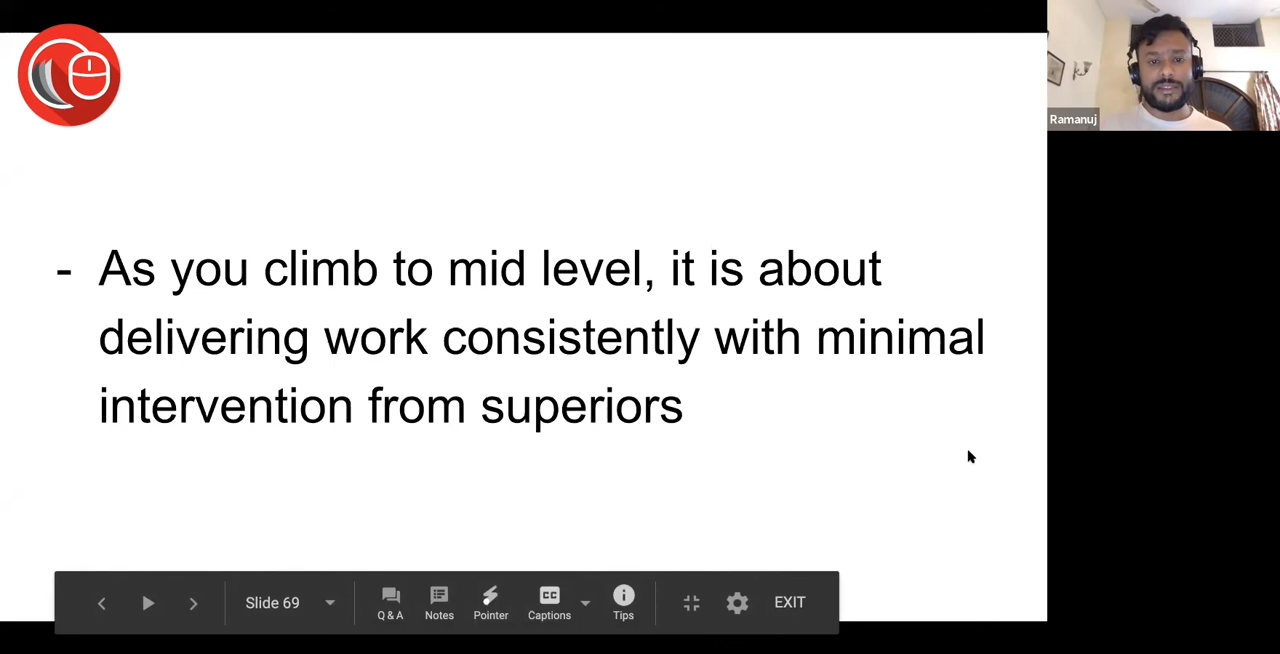 Ramanuj
- As you climb to mid level, it is about
delivering work consistently with minimal
intervention from superiors
Slide 69
Q & A
Notes
Pointer
CC
Captions
Tips
EXIT